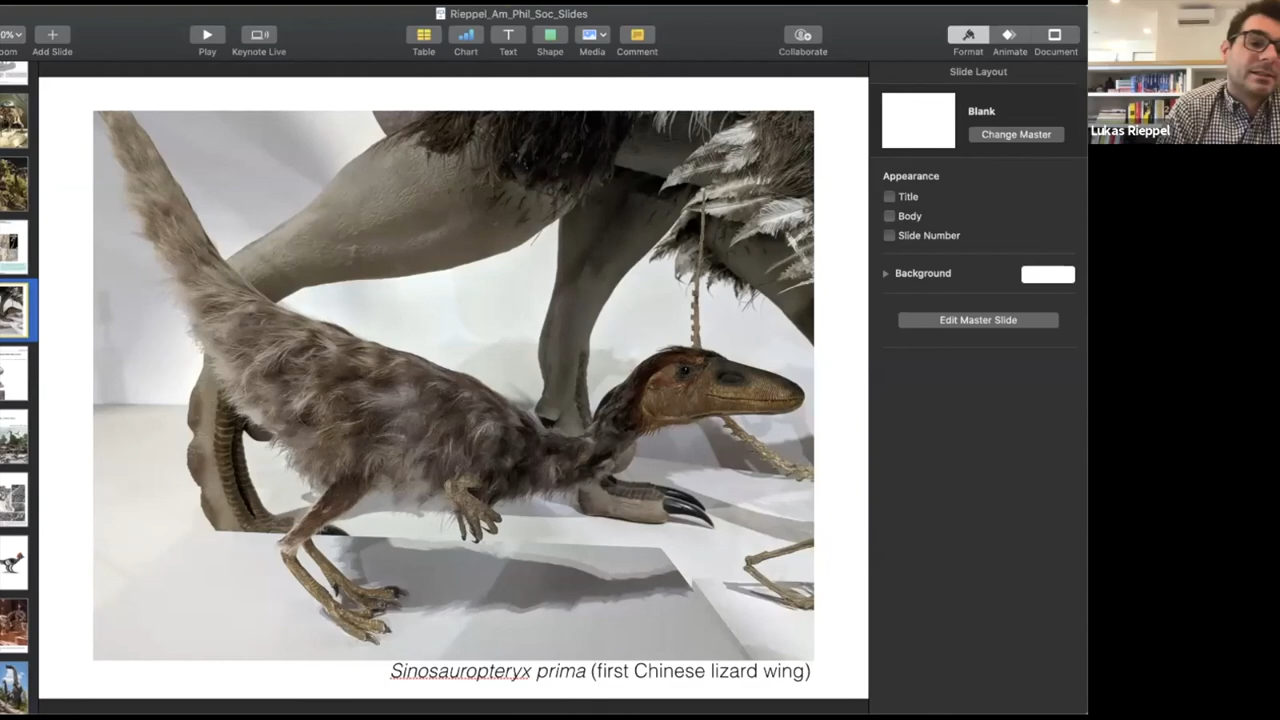 Rieppel_Am_Phil_Soc_Slides
0%
oom
Add Slide
Play
Keynote Live
Table
Chart
Text
Shape
Media
Comment
Collaborate
Format
Animate
Document
Slide Layout
Blank
Change Master
Appearance
Title
Body
Slide Number
Background
Edit Master Slide
Lukas Rieppel
Sinosauropteryx prima (first Chinese lizard wing)